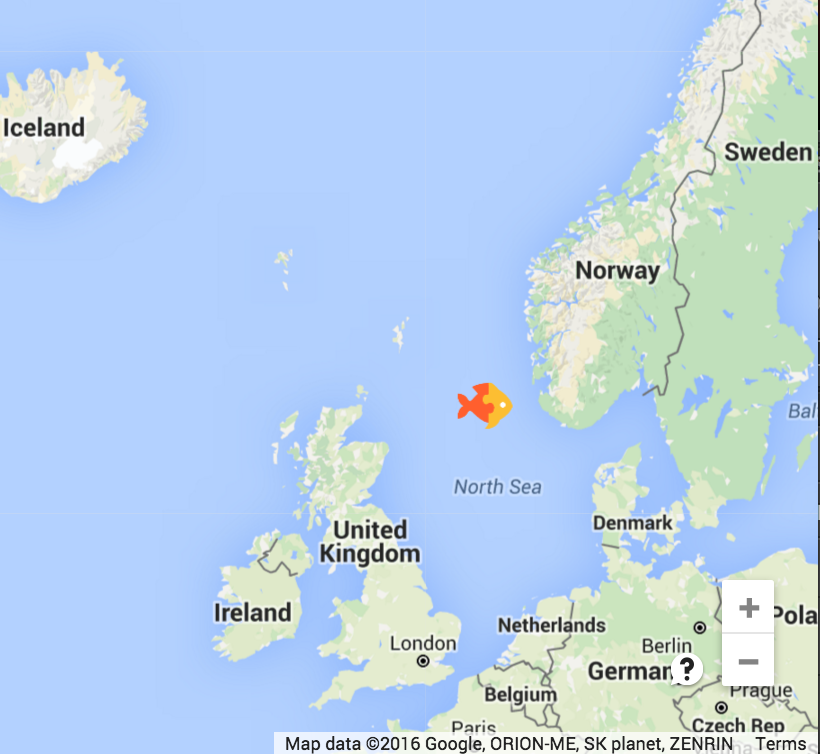 Iceland
Sweden
Norway
Bal
North Sea
Denmark
United
Kingdom
Ireland
Netherlands
Pola
London
Berlin
German
?
Belgium
Prague
Paris
Czech Rep
Map data ©2016 Google, ORION-ME, SK planet, ZENRIN Terms